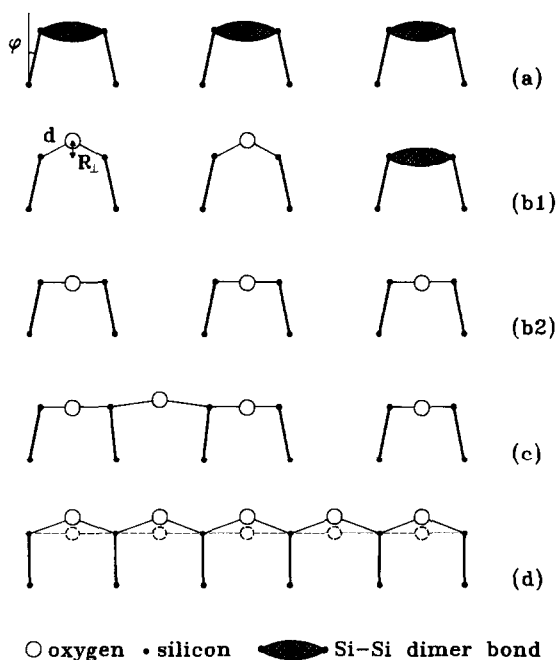 φ
(a)
d
R⊥
(b1)
(b2)
(c)
(d)
oxygen
silicon
Si-Si dimer bond